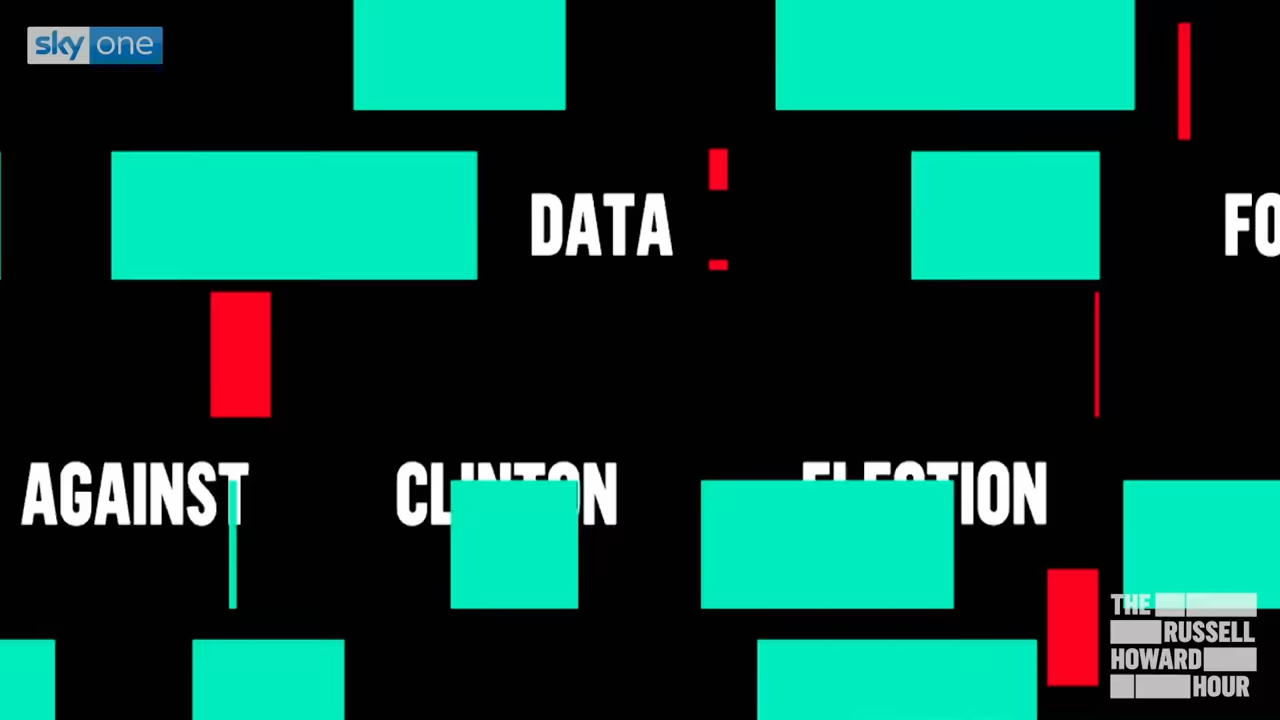 sky one
DATA
AGAINST CLINTON ELECTION
THE
RUSSELL
HOWARD
HOUR